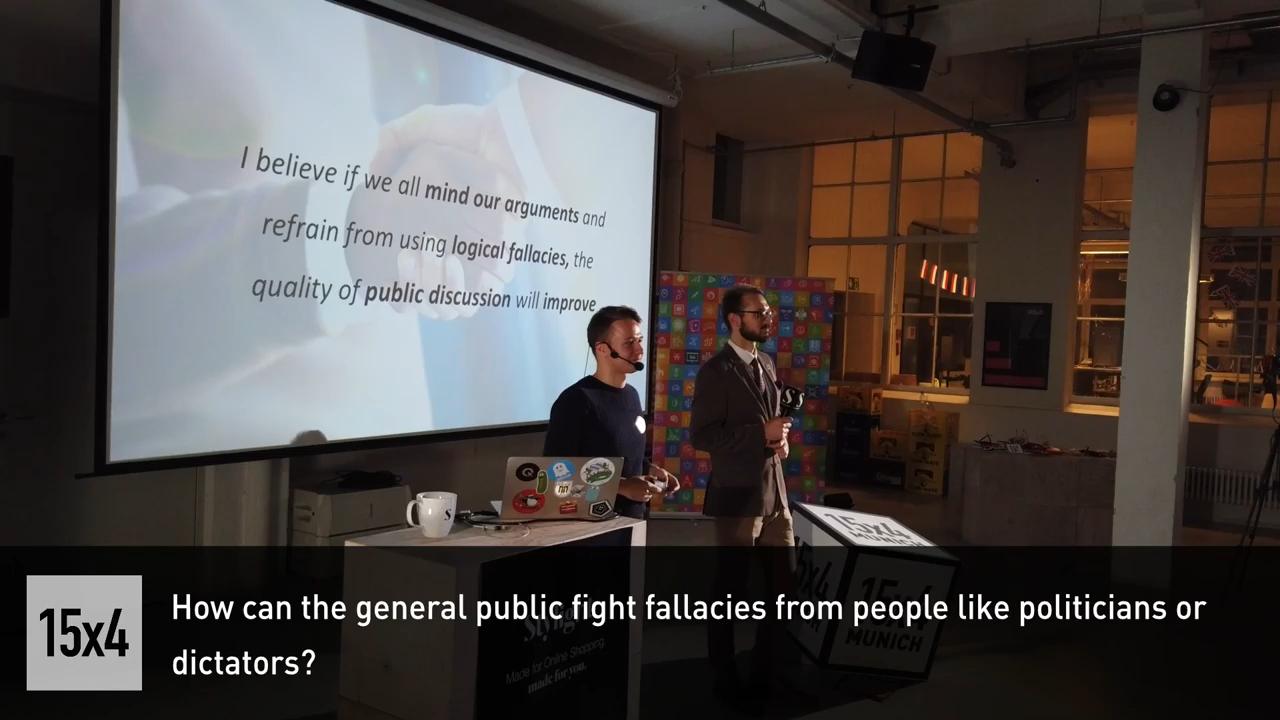 I believe if we all mind our arguments and
refrain from using logical fallacies, the
quality of public discussion will improve
15x4
MUNICH
15x4
15x4
MUNICH
Made for Online Shopping,
made for you.
15x4
How can the general public fight fallacies from people like politicians or
dictators?